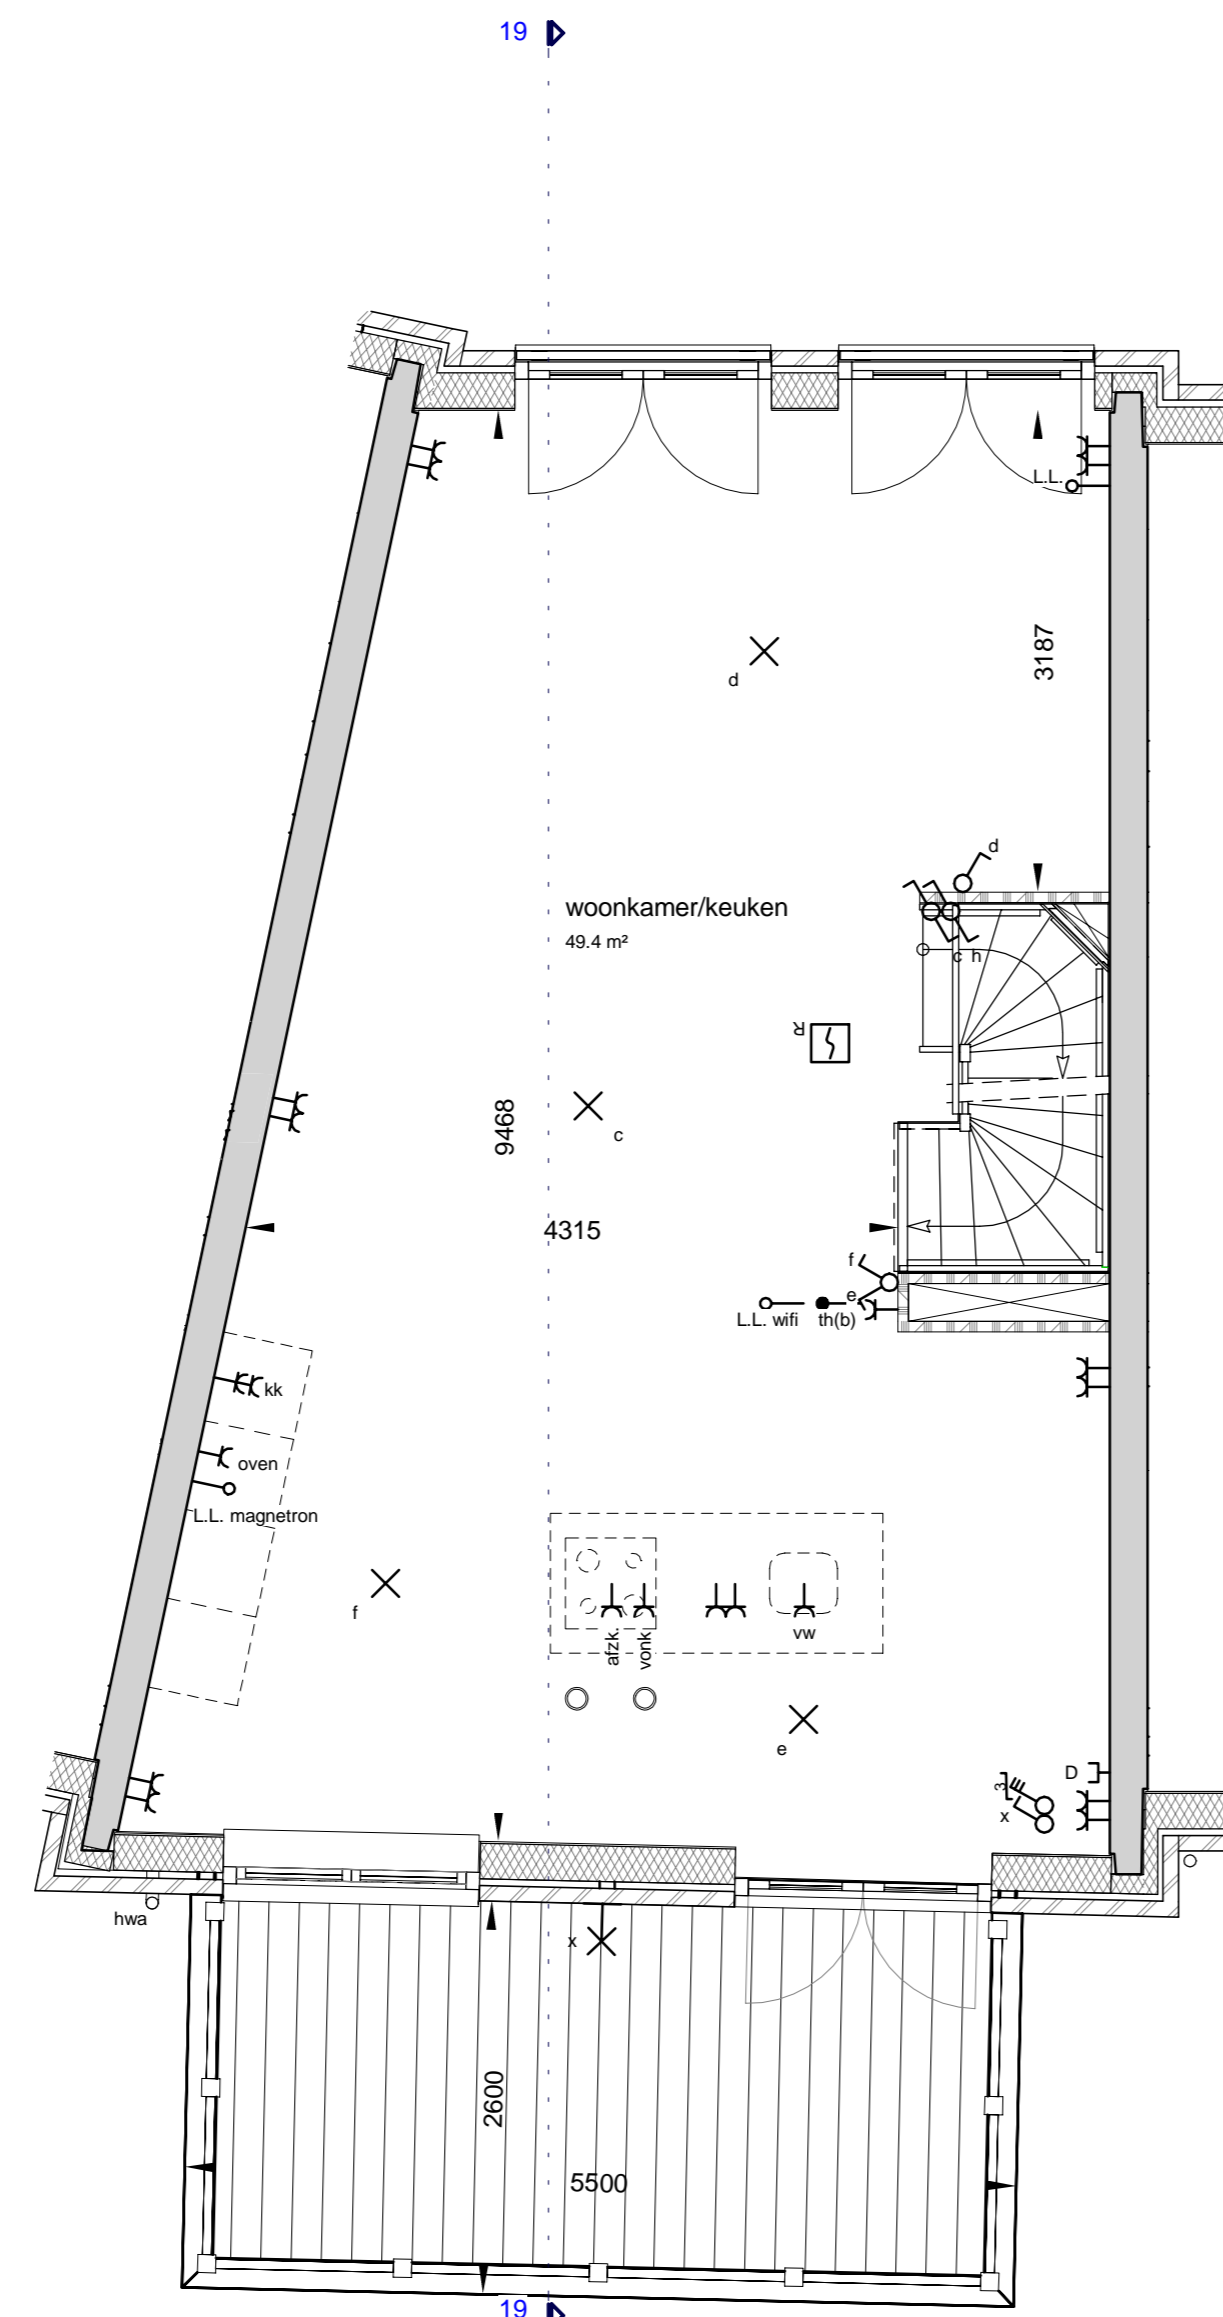 19
L.L.
3187
d
d
woonkamer/keuken
49.4 m²
c h
R
9468
c
4315
f
e
L.L. wifi
th(b)
kk
oven
L.L. magnetron
f
afzk.
vonk
vw
e
D
3
x
hwa
x
2600
5500
19